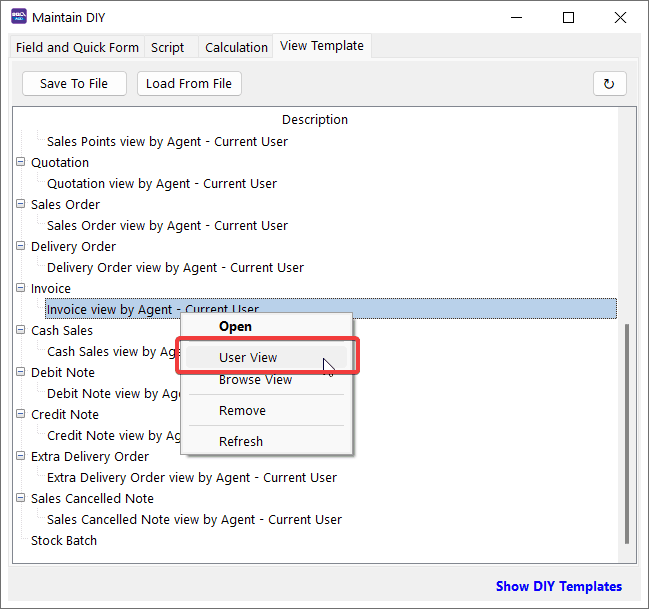 Maintain DIY
Field and Quick Form Script Calculation View Template
Save To File Load From File
Description
Sales Points view by Agent - Current User
Quotation
Quotation view by Agent - Current User
Sales Order
Sales Order view by Agent - Current User
Delivery Order
Delivery Order view by Agent - Current User
Invoice
Invoice view by Agent - Current User
Open
Cash Sales
User View
Cash Sales view by
Browse View
Debit Note
Debit Note view by
Remove
Credit Note
Credit Note view by
Refresh
Extra Delivery Order
Extra Delivery Order view by Agent - Current User
Sales Cancelled Note
Sales Cancelled Note view by Agent - Current User
Stock Batch
Show DIY Templates